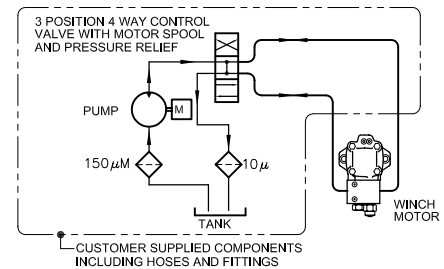 3 POSITION 4 WAY CONTROL
VALVE WITH MOTOR SPOOL
AND PRESSURE RELIEF
PUMP
M
150µM
10µ
TANK
WINCH
MOTOR
CUSTOMER SUPPLIED COMPONENTS
INCLUDING HOSES AND FITTINGS